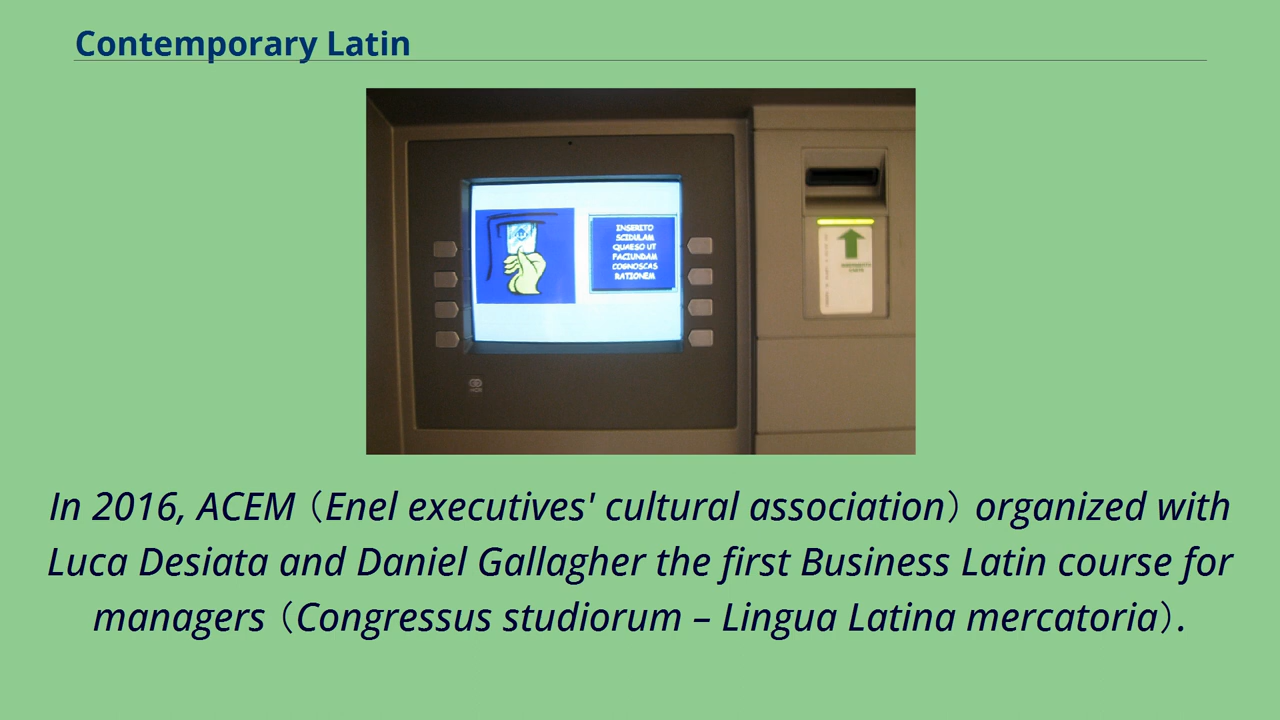 Contemporary Latin
INSERITO
SCIDULAM
QUAESO UT
FACIUNDAM
COGNOSCAS
RATIONEM
In 2016, ACEM（Enel executives' cultural association）organized with
Luca Desiata and Daniel Gallagher the first Business Latin course for
managers（Congressus studiorum – Lingua Latina mercatoria）.